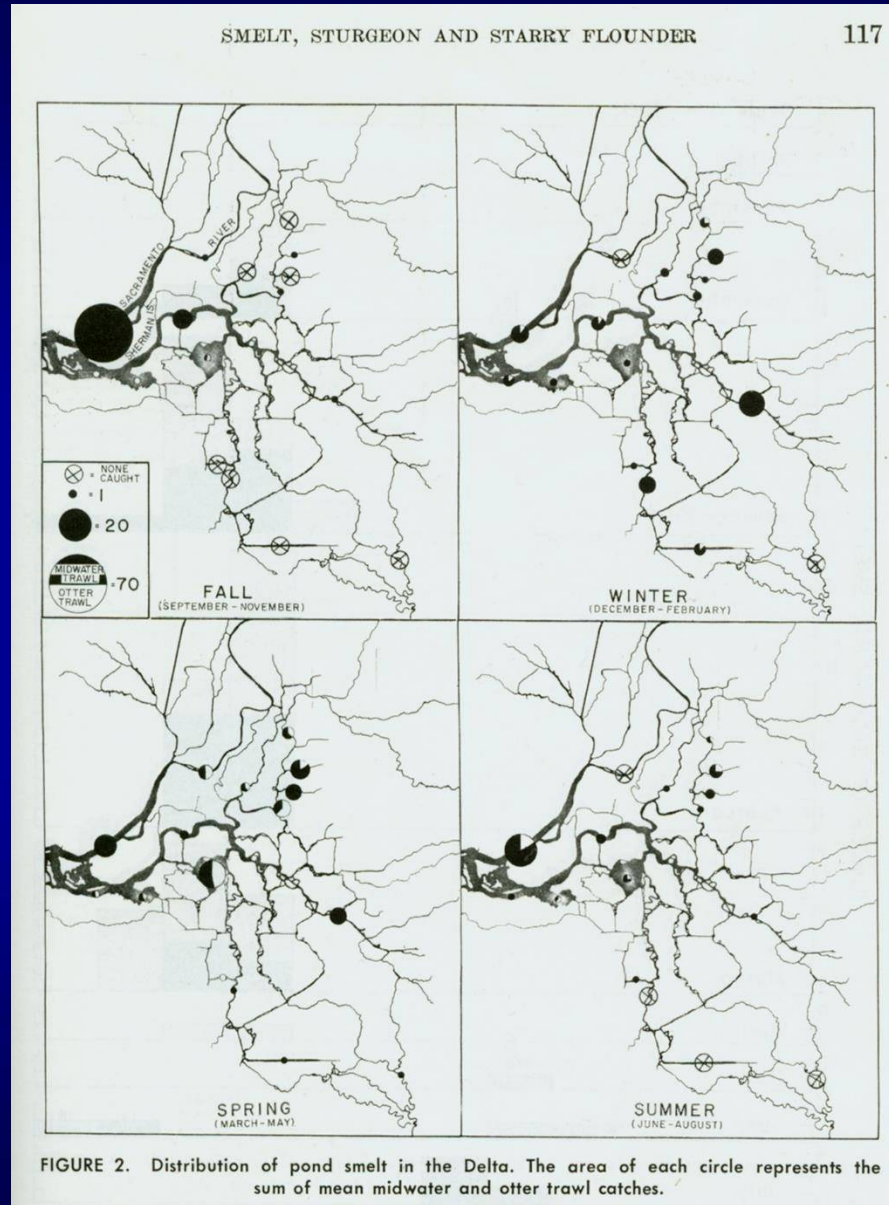 SMELT, STURGEON AND STARRY FLOUNDER 117
SACRAMENTO
RIVER
SHERMAN IS.
NONE
= CAUGHT
= 1
= 20
MIDWATER
TRAWL
OTTER
TRAWL
=70
FALL
(SEPTEMBER-NOVEMBER)
WINTER
(DECEMBER-FEBRUARY)
SPRING
(MARCH-MAY)
SUMMER
(JUNE-AUGUST)
FIGURE 2. Distribution of pond smelt in the Delta. The area of each circle represents the
sum of mean midwater and otter trawl catches.